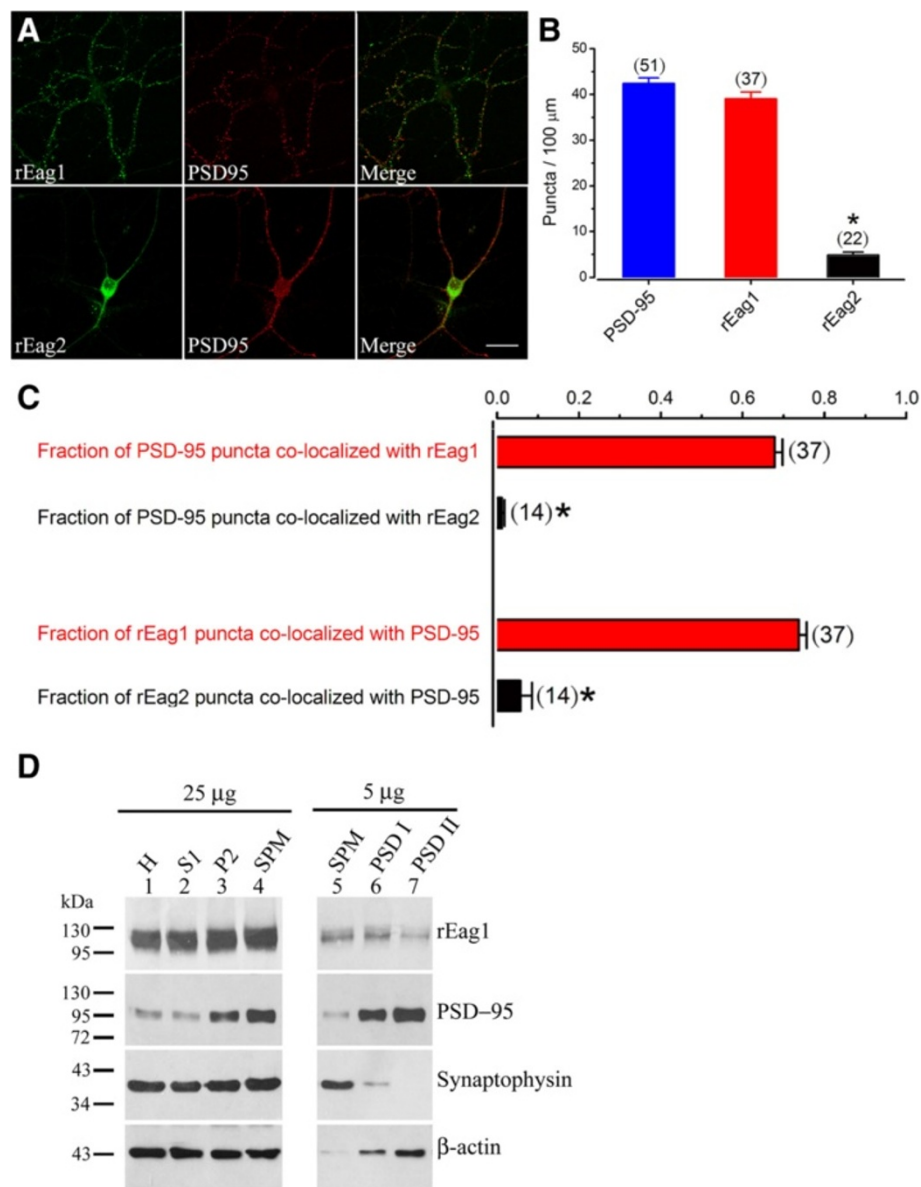 A
rEag1
PSD95
Merge
rEag2
PSD95
Merge
B
Puncta / 100 µm
50
40
30
20
10
0
(51)
(37)
*
(22)
PSD-95
rEag1
rEag2
C
0.0 0.2 0.4 0.6 0.8 1.0
Fraction of PSD-95 puncta co-localized with rEag1 (37)
Fraction of PSD-95 puncta co-localized with rEag2 (14)*
Fraction of rEag1 puncta co-localized with PSD-95 (37)
Fraction of rEag2 puncta co-localized with PSD-95 (14)*
D
25 µg 5 µg
H S1 P2 SPM SPM PSD I PSD II
1 2 3 4 5 6 7
kDa
130
95
rEag1
130
95
72
PSD–95
43
34
Synaptophysin
43
β-actin